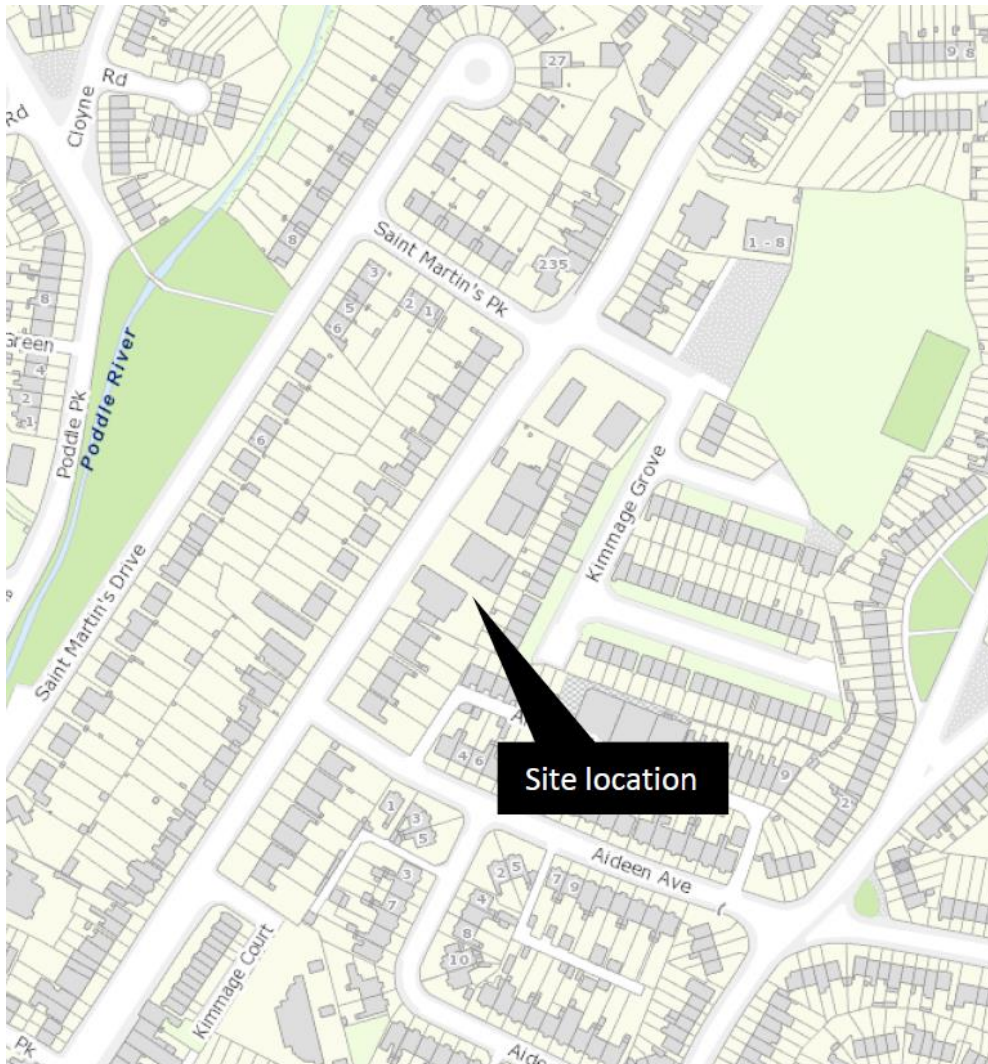 Rd
Cloyne
Rd
27
9 8
8
Saint Martin's Pk
235
1 - 8
3
5
6
2 1
8
4
2
1
Poddle Pk
Poddle River
6
Kimmage Grove
Saint Martin's Drive
4 6
Site location
9
2
1
3
5
3
7
2 5
4
8
10
7 9
Aideen Ave
Kimmage Court
Pk